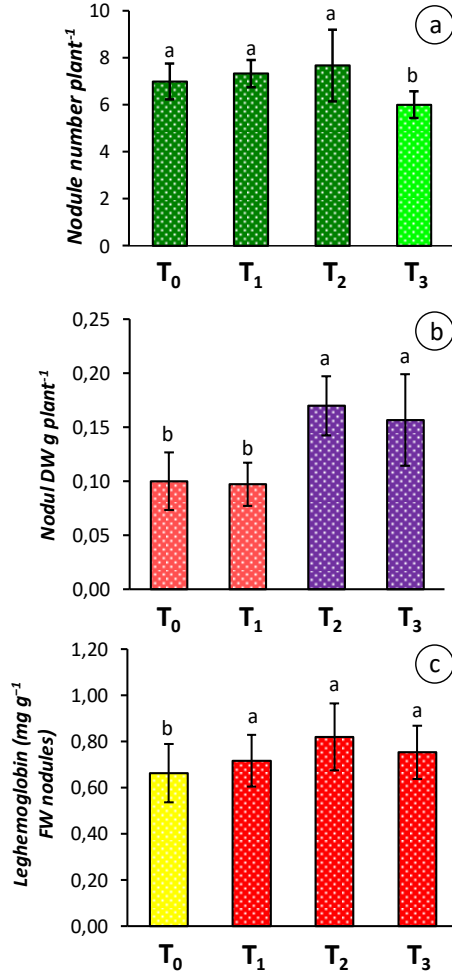 a
10
8
6
4
2
0
Nodule number plant⁻¹
a a a b
T₀ T₁ T₂ T₃
b
0,25
0,20
0,15
0,10
0,05
0,00
Nodul DW g plant⁻¹
b b a a
T₀ T₁ T₂ T₃
c
1,20
1,00
0,80
0,60
0,40
0,20
0,00
Leghemoglobin (mg g⁻¹
FW nodules)
b a a a
T₀ T₁ T₂ T₃